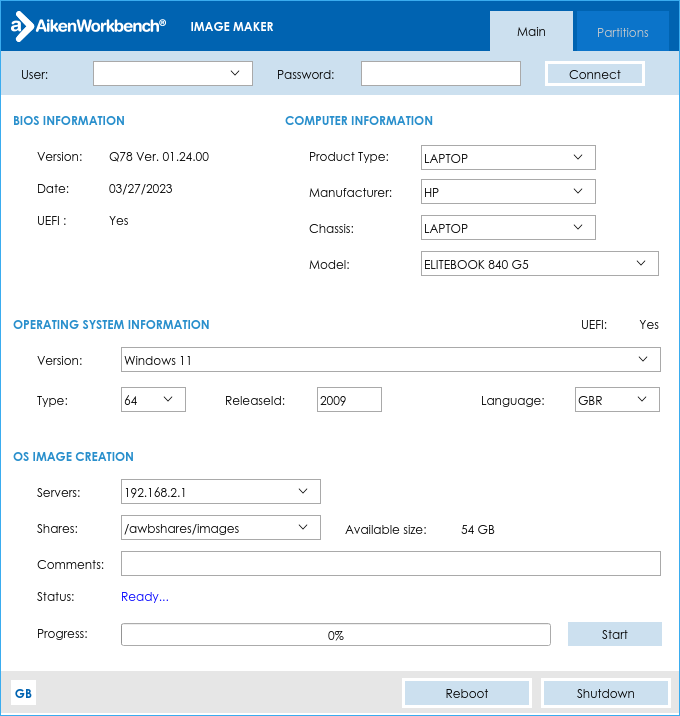 a AikenWorkbench® IMAGE MAKER Main Partitions
User: Password: Connect
BIOS INFORMATION
Version: Q78 Ver. 01.24.00
Date: 03/27/2023
UEFI : Yes
COMPUTER INFORMATION
Product Type: LAPTOP
Manufacturer: HP
Chassis: LAPTOP
Model: ELITEBOOK 840 G5
OPERATING SYSTEM INFORMATION UEFI: Yes
Version: Windows 11
Type: 64 ReleaseId: 2009 Language: GBR
OS IMAGE CREATION
Servers: 192.168.2.1
Shares: /awbshares/images Available size: 54 GB
Comments:
Status: Ready...
Progress: 0% Start
GB Reboot Shutdown